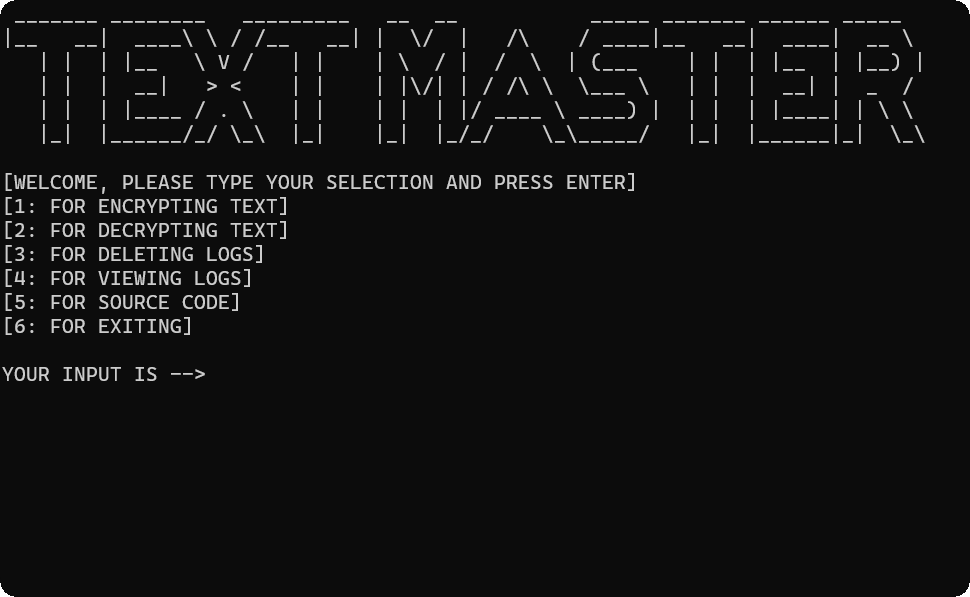 TEXT MASTER
[WELCOME, PLEASE TYPE YOUR SELECTION AND PRESS ENTER]
[1: FOR ENCRYPTING TEXT]
[2: FOR DECRYPTING TEXT]
[3: FOR DELETING LOGS]
[4: FOR VIEWING LOGS]
[5: FOR SOURCE CODE]
[6: FOR EXITING]
YOUR INPUT IS -->